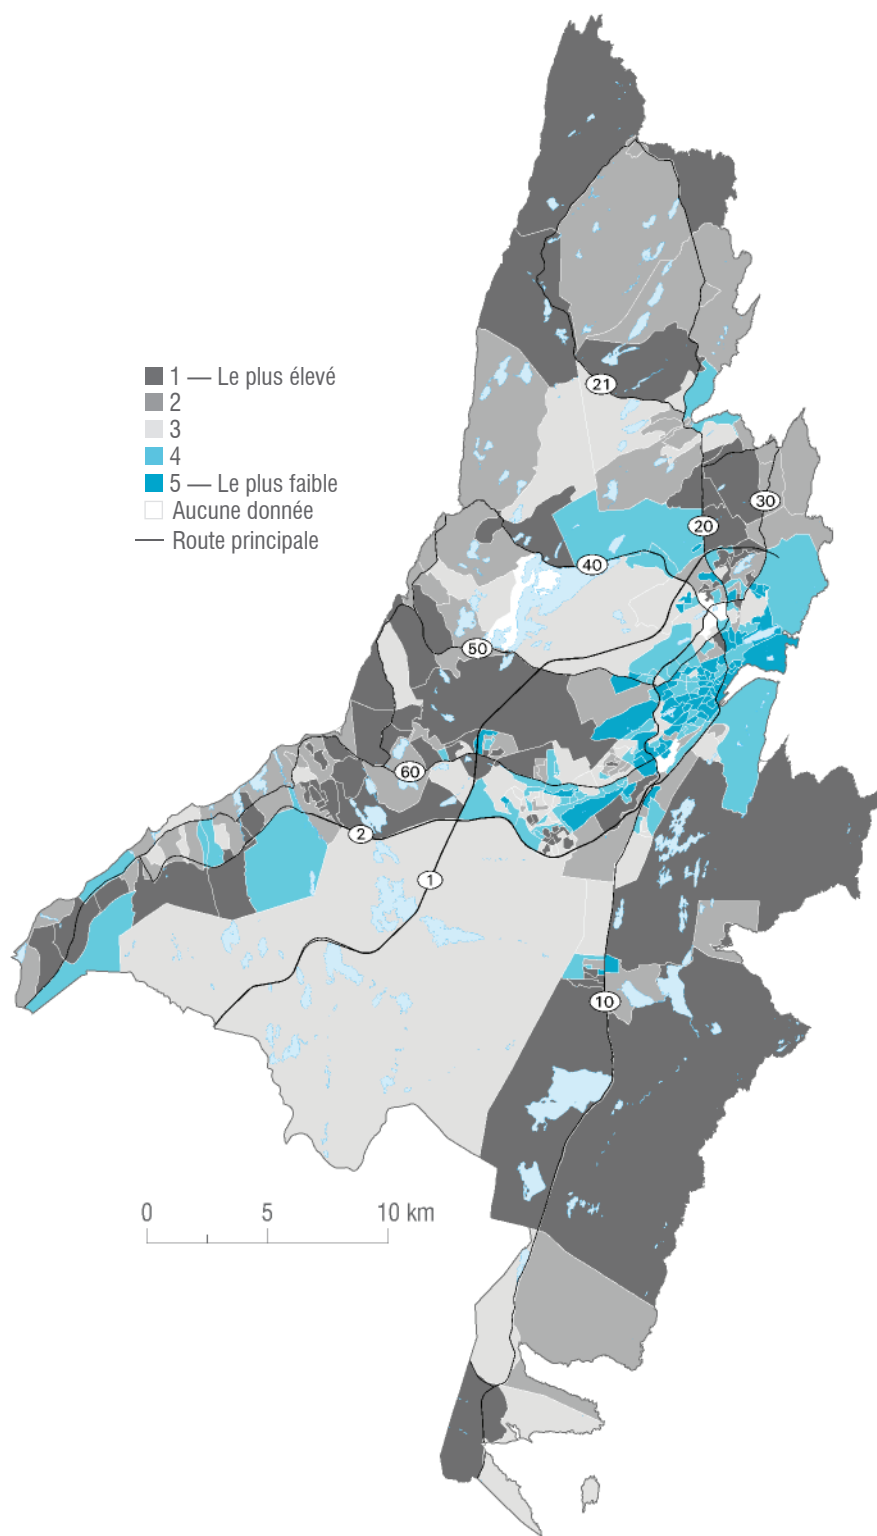 1 — Le plus élevé
2
3
4
5 — Le plus faible
Aucune donnée
Route principale
21
30
20
40
50
60
2
1
10
0 5 10 km